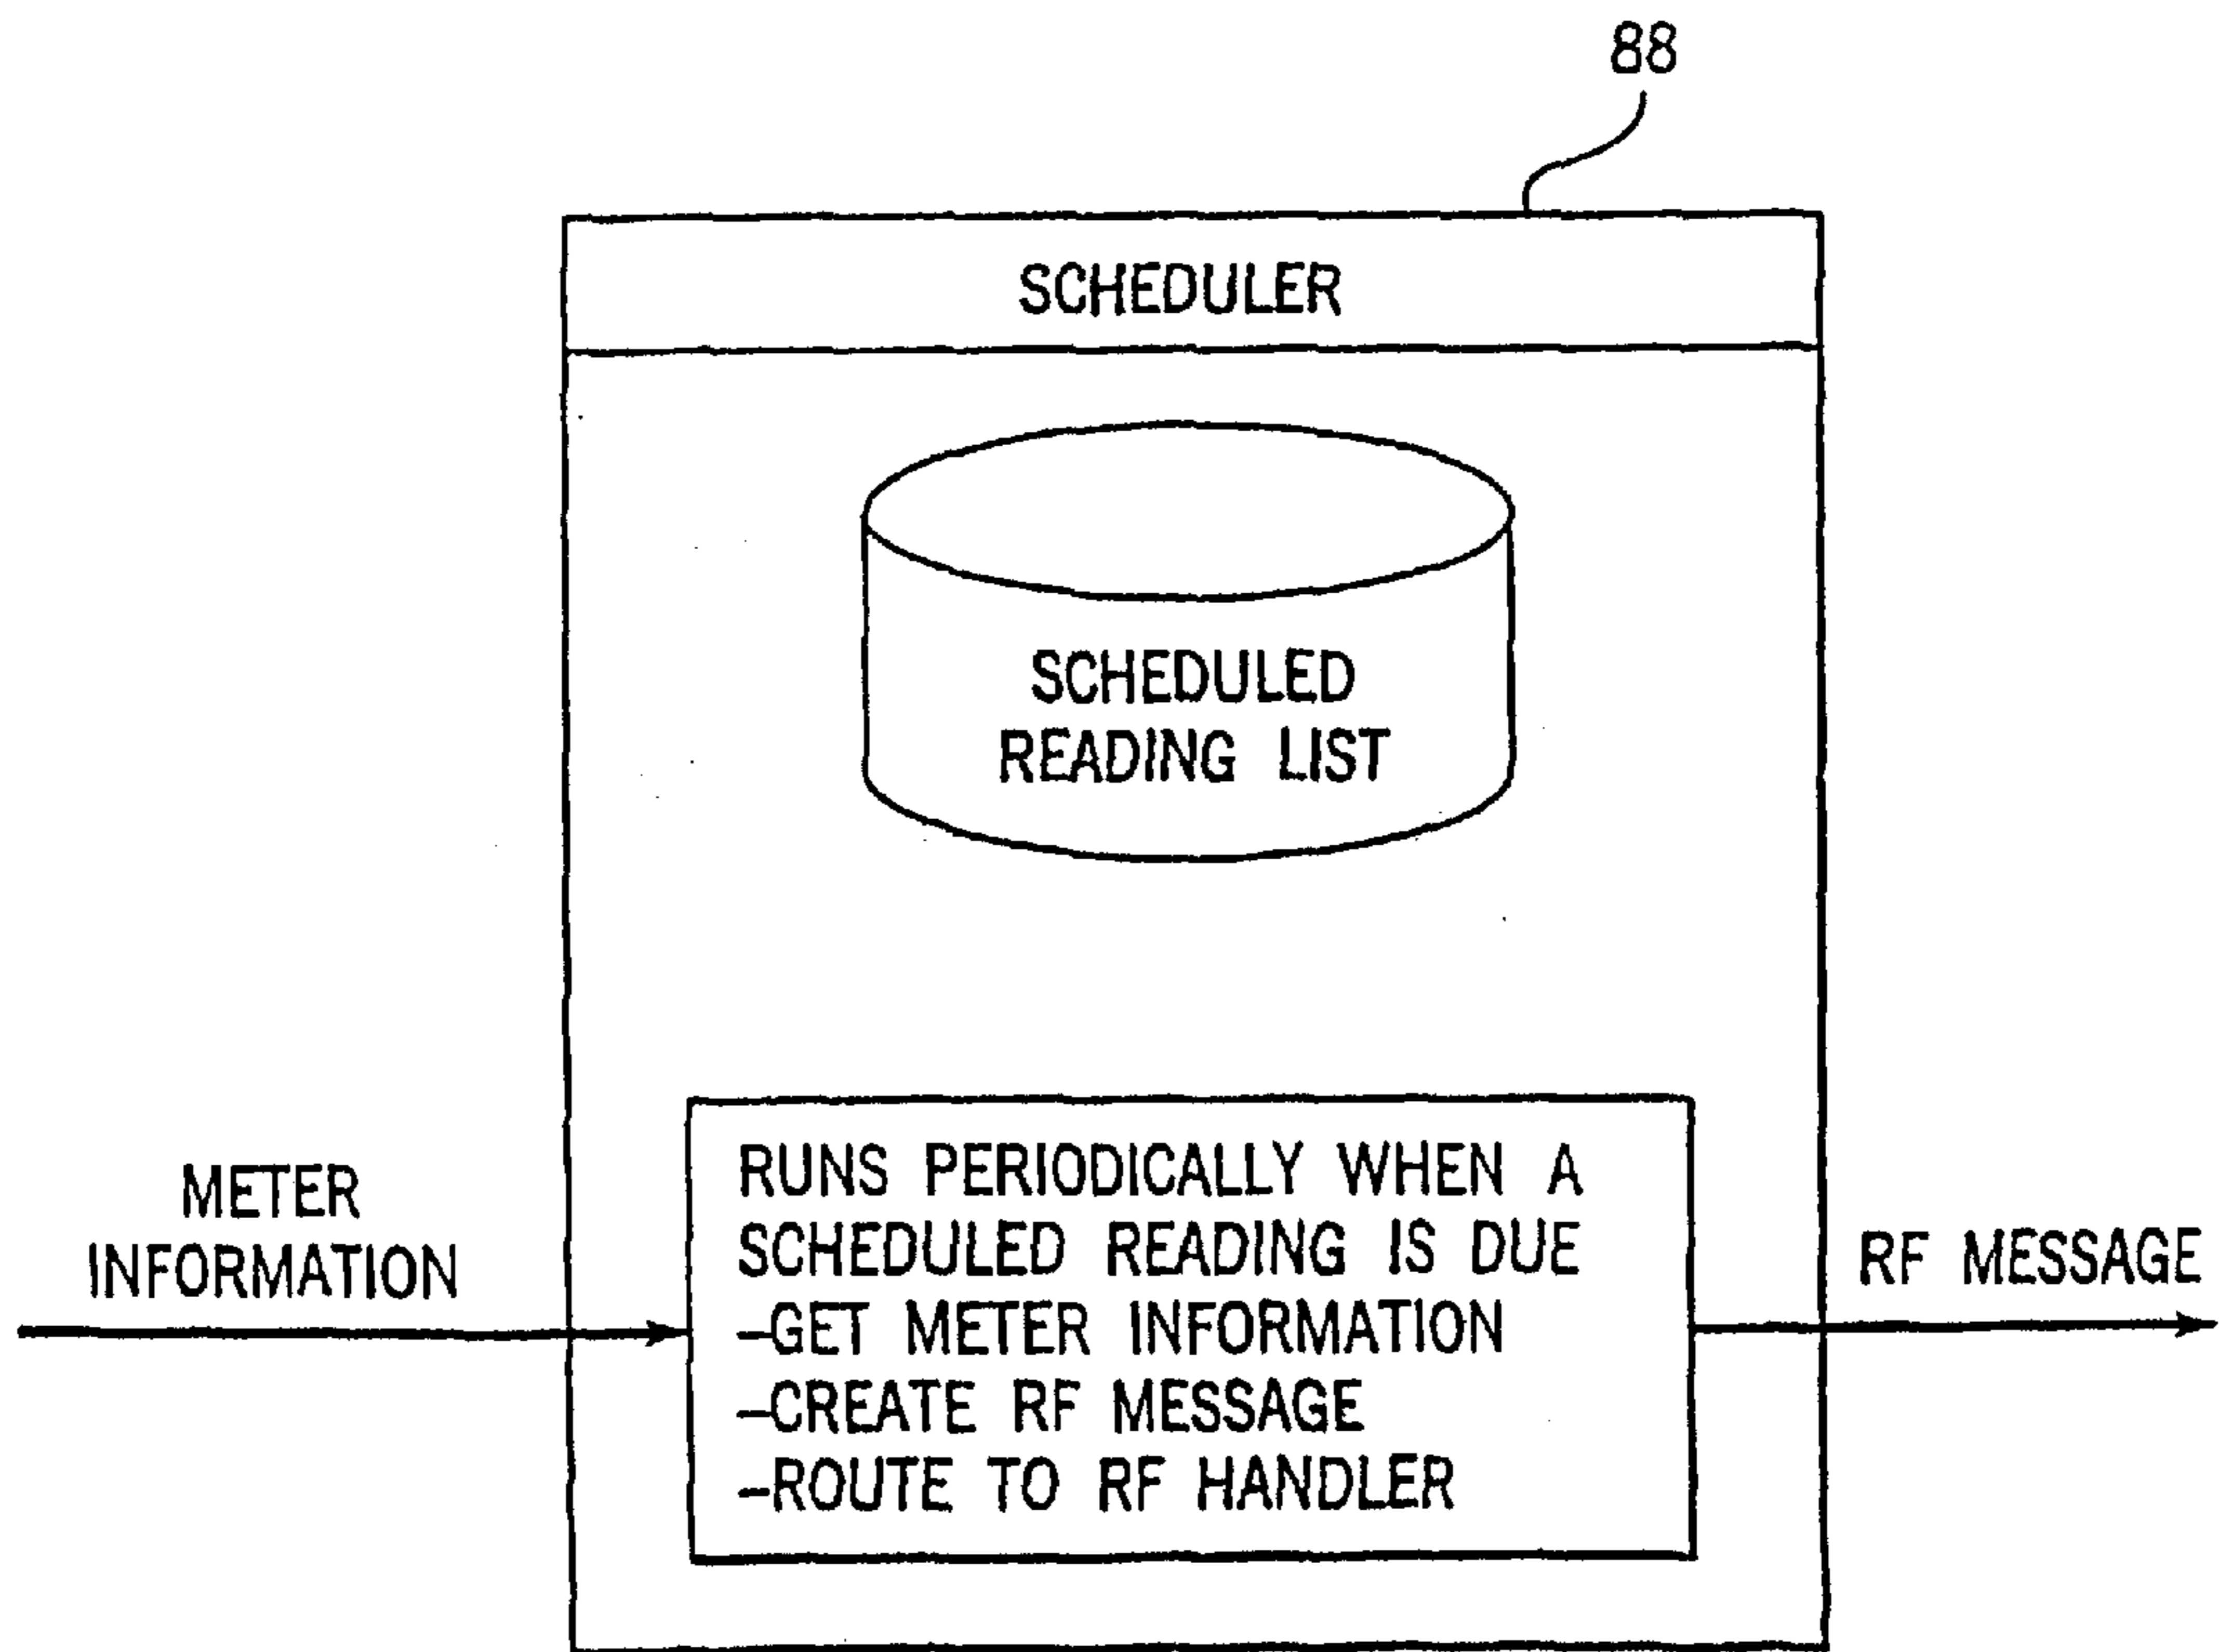 88
SCHEDULER
SCHEDULED
READING LIST
METER
INFORMATION
RUNS PERIODICALLY WHEN A
SCHEDULED READING IS DUE
-GET METER INFORMATION
-CREATE RF MESSAGE
-ROUTE TO RF HANDLER
RF MESSAGE